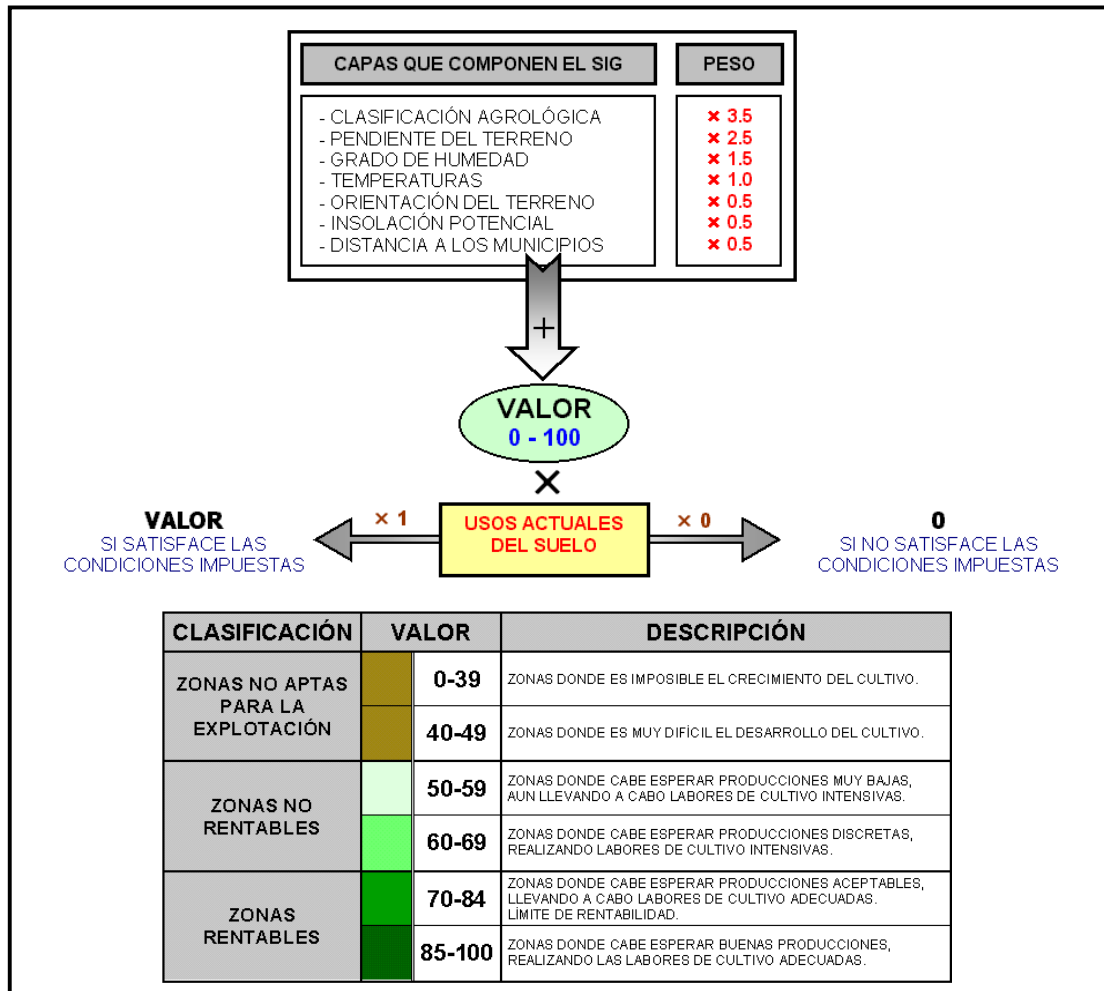 CAPAS QUE COMPONEN EL SIG
PESO
- CLASIFICACIÓN AGROLÓGICA
× 3.5
- PENDIENTE DEL TERRENO
× 2.5
- GRADO DE HUMEDAD
× 1.5
- TEMPERATURAS
× 1.0
- ORIENTACIÓN DEL TERRENO
× 0.5
- INSOLACIÓN POTENCIAL
× 0.5
- DISTANCIA A LOS MUNICIPIOS
× 0.5
+
VALOR
0 - 100
×
VALOR
SI SATISFACE LAS
CONDICIONES IMPUESTAS
× 1
USOS ACTUALES
DEL SUELO
× 0
0
SI NO SATISFACE LAS
CONDICIONES IMPUESTAS
CLASIFICACIÓN
VALOR
DESCRIPCIÓN
ZONAS NO APTAS
PARA LA
EXPLOTACIÓN
0-39
ZONAS DONDE ES IMPOSIBLE EL CRECIMIENTO DEL CULTIVO.
40-49
ZONAS DONDE ES MUY DIFÍCIL EL DESARROLLO DEL CULTIVO.
ZONAS NO
RENTABLES
50-59
ZONAS DONDE CABE ESPERAR PRODUCCIONES MUY BAJAS,
AUN LLEVANDO A CABO LABORES DE CULTIVO INTENSIVAS.
60-69
ZONAS DONDE CABE ESPERAR PRODUCCIONES DISCRETAS,
REALIZANDO LABORES DE CULTIVO INTENSIVAS.
ZONAS
RENTABLES
70-84
ZONAS DONDE CABE ESPERAR PRODUCCIONES ACEPTABLES,
LLEVANDO A CABO LABORES DE CULTIVO ADECUADAS.
LÍMITE DE RENTABILIDAD.
85-100
ZONAS DONDE CABE ESPERAR BUENAS PRODUCCIONES,
REALIZANDO LAS LABORES DE CULTIVO ADECUADAS.